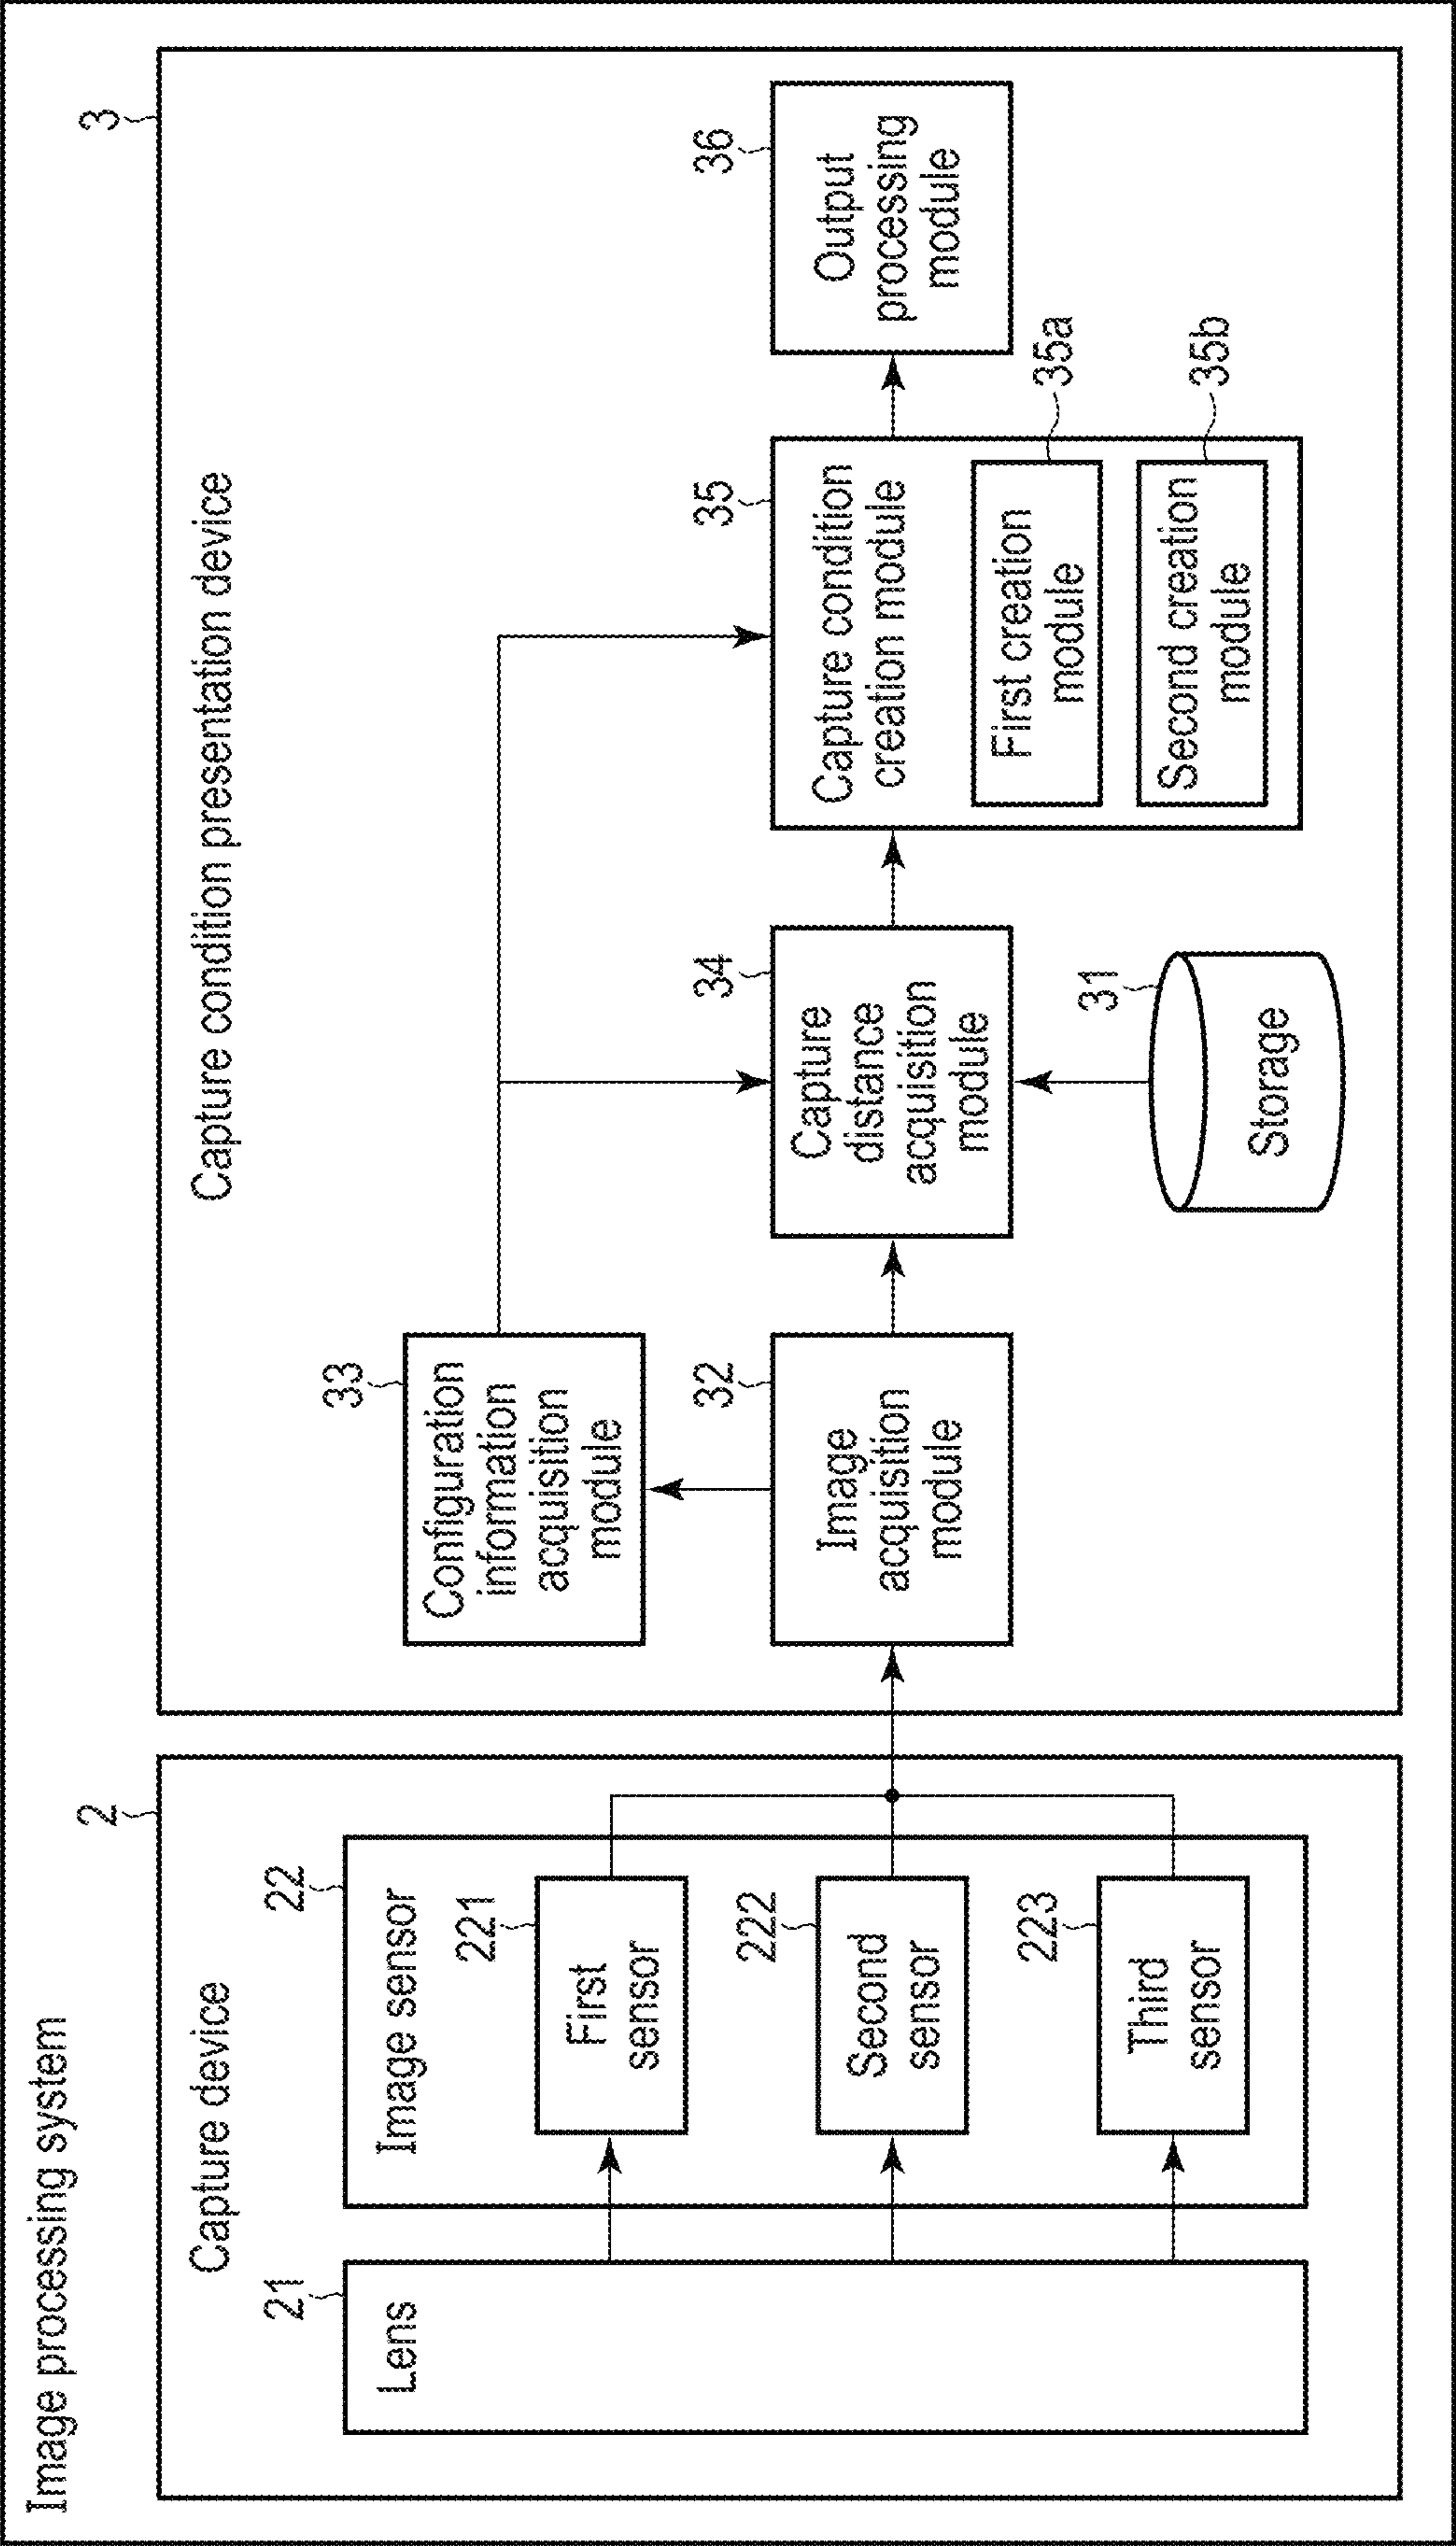 Image processing system
2
Capture device
21
Lens
22
Image sensor
221
First
sensor
222
Second
sensor
223
Third
sensor
3
Capture condition presentation device
33
Configuration
information
acquisition
module
32
Image
acquisition
module
34
Capture
distance
acquisition
module
31
Storage
35
Capture condition
creation module
First creation
module
35a
Second creation
module
35b
36
Output
processing
module